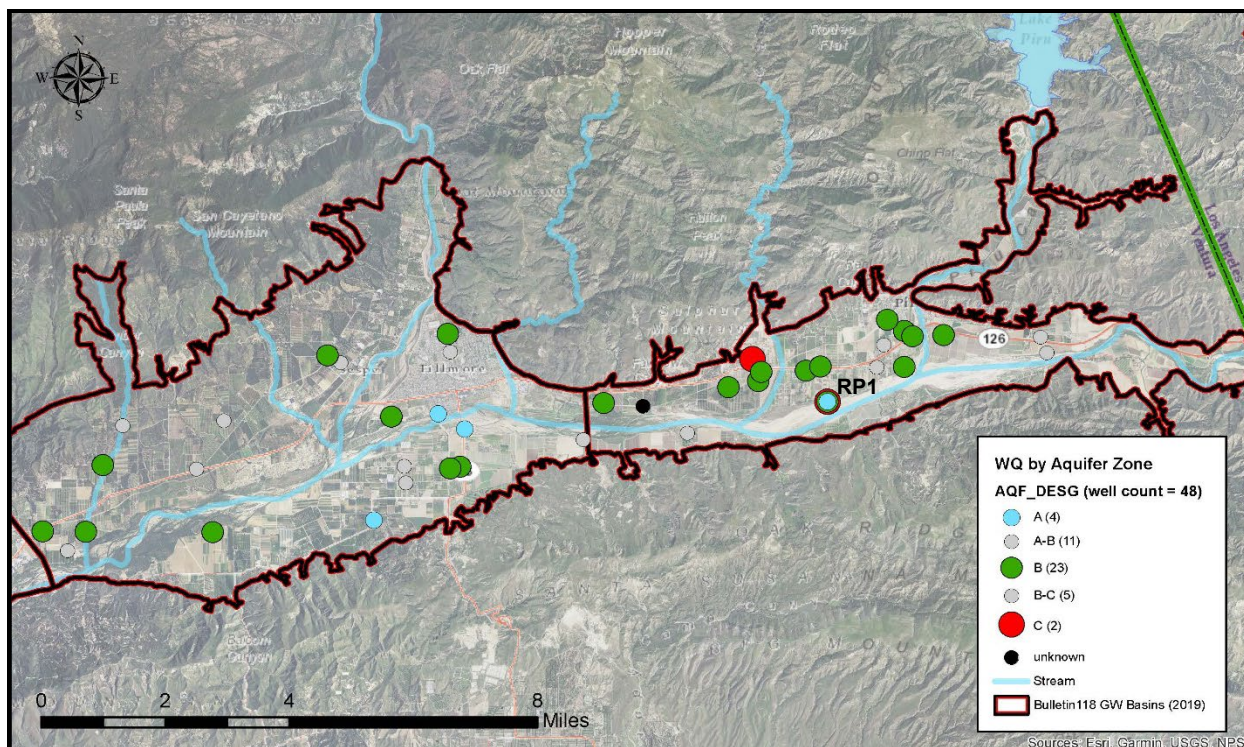 Hopper
Mountain
Rodeo
Flat
Lake
Piru
N
W E
S
Oak Flat
Chino Flat
Santa
Paula
Peak
San Cayetano
Mountain
Los Angeles
Ventura
Sulphur
Mountain
126
Fillmore
RP1
Balcom
Canyon
WQ by Aquifer Zone
AQF_DESG (well count = 48)
A (4)
A-B (11)
B (23)
B-C (5)
C (2)
unknown
Stream
Bulletin118 GW Basins (2019)
0 2 4 8
Miles
Sources: Esri, Garmin, USGS, NPS